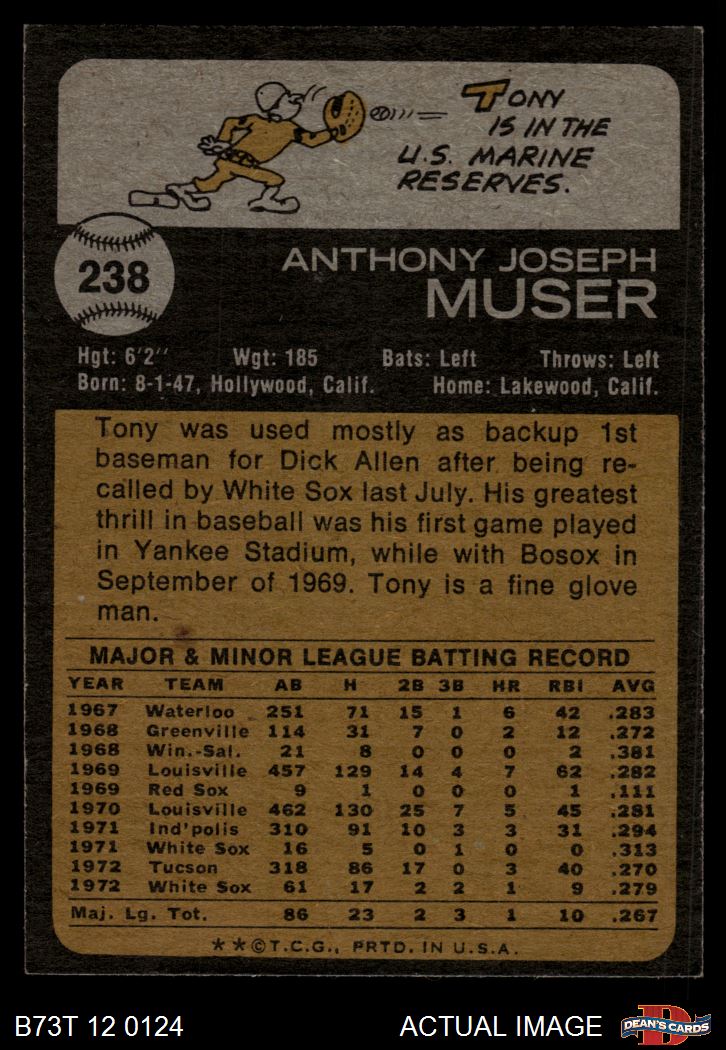 TONY
IS IN THE
U.S. MARINE
RESERVES.
238
ANTHONY JOSEPH
MUSER
Hgt: 6'2" Wgt: 185 Bats: Left Throws: Left
Born: 8-1-47, Hollywood, Calif. Home: Lakewood, Calif.
Tony was used mostly as backup 1st
baseman for Dick Allen after being re-
called by White Sox last July. His greatest
thrill in baseball was his first game played
in Yankee Stadium, while with Bosox in
September of 1969. Tony is a fine glove
man.
MAJOR & MINOR LEAGUE BATTING RECORD
YEAR TEAM AB H 2B 3B HR RBI AVG
1967 Waterloo 251 71 15 1 6 42 .283
1968 Greenville 114 31 7 0 2 12 .272
1968 Win.-Sal. 21 8 0 0 0 2 .381
1969 Louisville 457 129 14 4 7 62 .282
1969 Red Sox 9 1 0 0 0 1 .111
1970 Louisville 462 130 25 7 5 45 .281
1971 Ind'polis 310 91 10 3 3 31 .294
1971 White Sox 16 5 0 1 0 0 .313
1972 Tucson 318 86 17 0 3 40 .270
1972 White Sox 61 17 2 2 1 9 .279
Maj. Lg. Tot. 86 23 2 3 1 10 .267
**©T.C.G., PRTD. IN U.S.A.
B73T 12 0124 ACTUAL IMAGE D DEAN'S CARDS